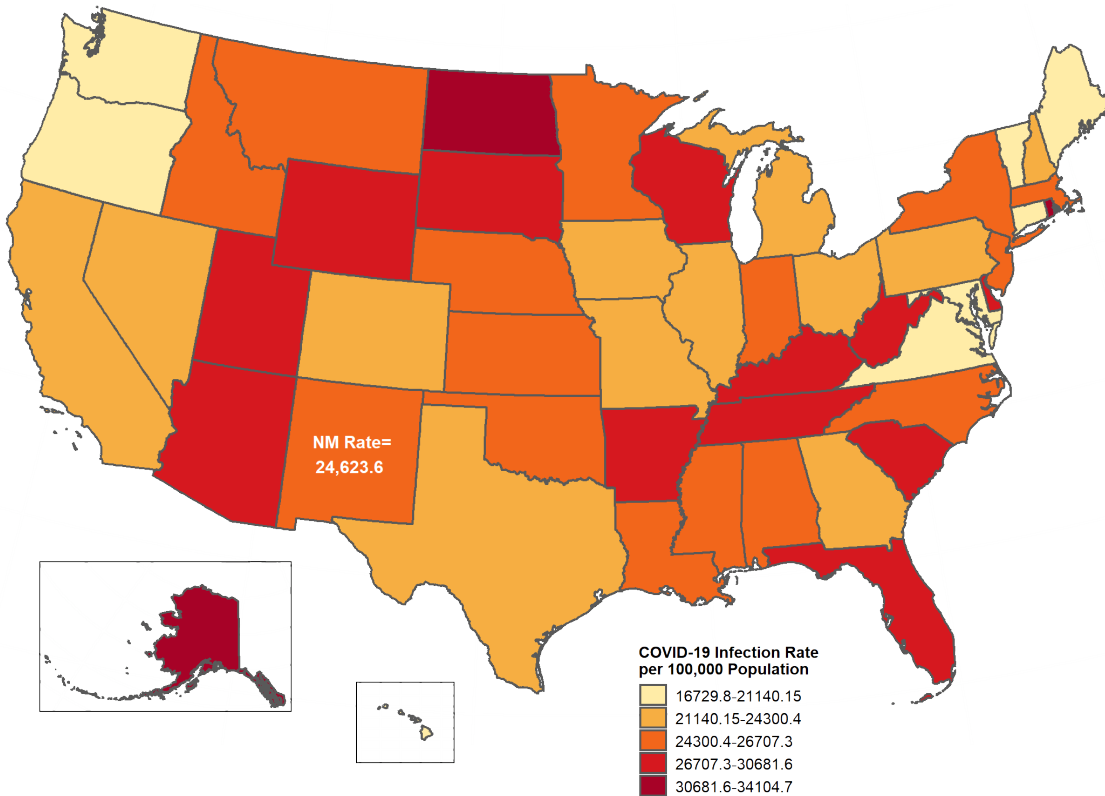 NM Rate=
24,623.6
COVID-19 Infection Rate
per 100,000 Population
16729.8-21140.15
21140.15-24300.4
24300.4-26707.3
26707.3-30681.6
30681.6-34104.7